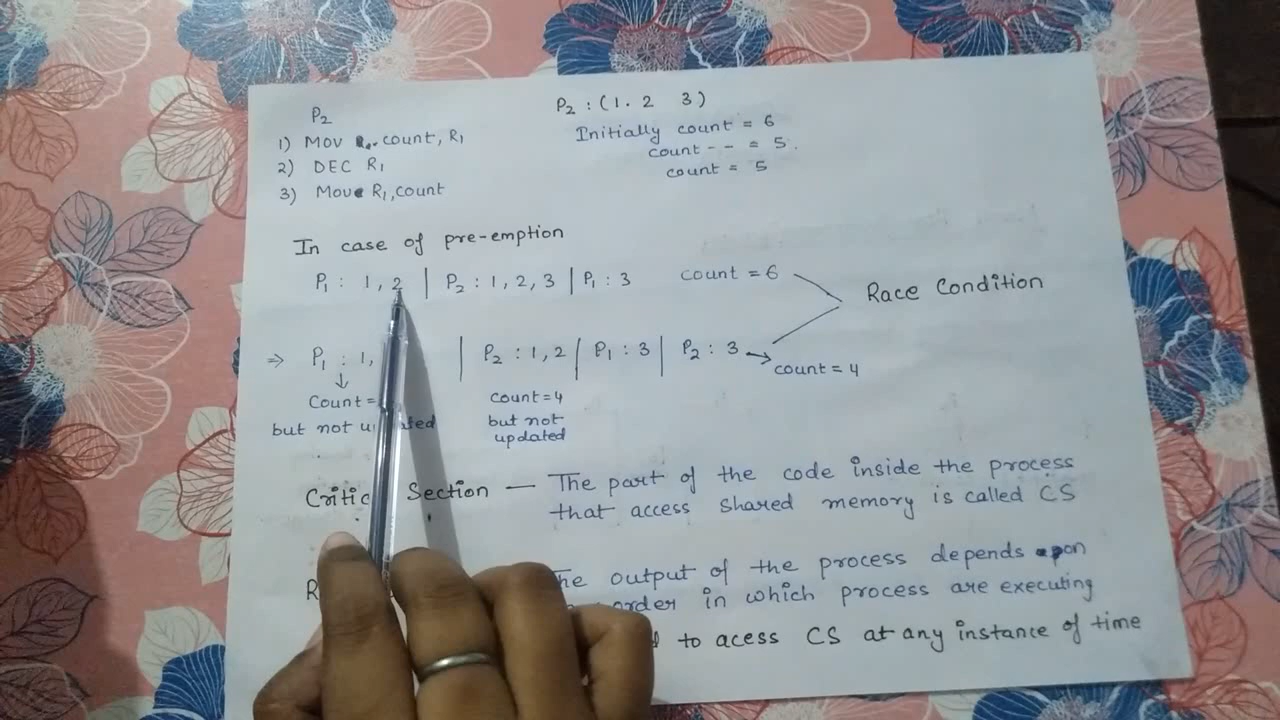 P2
1) Mov count, R1
2) DEC R1
3) Move R1, count
P2 : (1. 2 3)
Initially count = 6
count - - = 5.
count = 5
In case of pre-emption
P1 : 1, 2 | P2 : 1, 2, 3 | P1 : 3 count = 6
Race Condition
⇒ P1 : 1, | P2 : 1, 2 | P1 : 3 | P2 : 3 → count = 4
↓
Count =
but not
count = 4
but not
updated
Section — The part of the code inside the process
that access shared memory is called CS
The output of the process depends upon
order in which process are executing
to acess CS at any instance of time